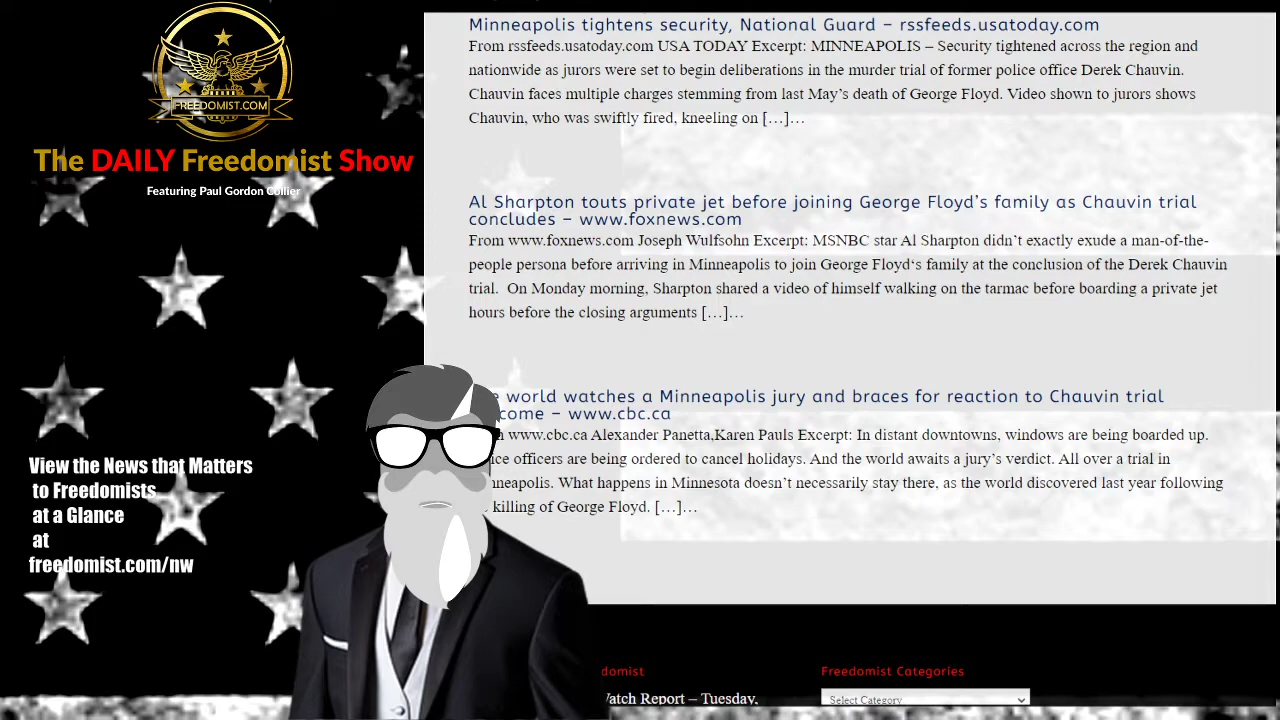 FREEDOMIST.COM
The DAILY Freedomist Show
Featuring Paul Gordon Collier
View the News that Matters
to Freedomists
at a Glance
at
freedomist.com/nw
Minneapolis tightens security, National Guard – rssfeeds.usatoday.com
From rssfeeds.usatoday.com USA TODAY Excerpt: MINNEAPOLIS – Security tightened across the region and
nationwide as jurors were set to begin deliberations in the murder trial of former police office Derek Chauvin.
Chauvin faces multiple charges stemming from last May’s death of George Floyd. Video shown to jurors shows
Chauvin, who was swiftly fired, kneeling on […]…
Al Sharpton touts private jet before joining George Floyd’s family as Chauvin trial
concludes – www.foxnews.com
From www.foxnews.com Joseph Wulfsohn Excerpt: MSNBC star Al Sharpton didn’t exactly exude a man-of-the-
people persona before arriving in Minneapolis to join George Floyd‘s family at the conclusion of the Derek Chauvin
trial.  On Monday morning, Sharpton shared a video of himself walking on the tarmac before boarding a private jet
hours before the closing arguments […]…
world watches a Minneapolis jury and braces for reaction to Chauvin trial
come – www.cbc.ca
www.cbc.ca Alexander Panetta,Karen Pauls Excerpt: In distant downtowns, windows are being boarded up.
ice officers are being ordered to cancel holidays. And the world awaits a jury’s verdict. All over a trial in
nneapolis. What happens in Minnesota doesn’t necessarily stay there, as the world discovered last year following
killing of George Floyd. […]…
domist
Watch Report – Tuesday,
Freedomist Categories
Select Category